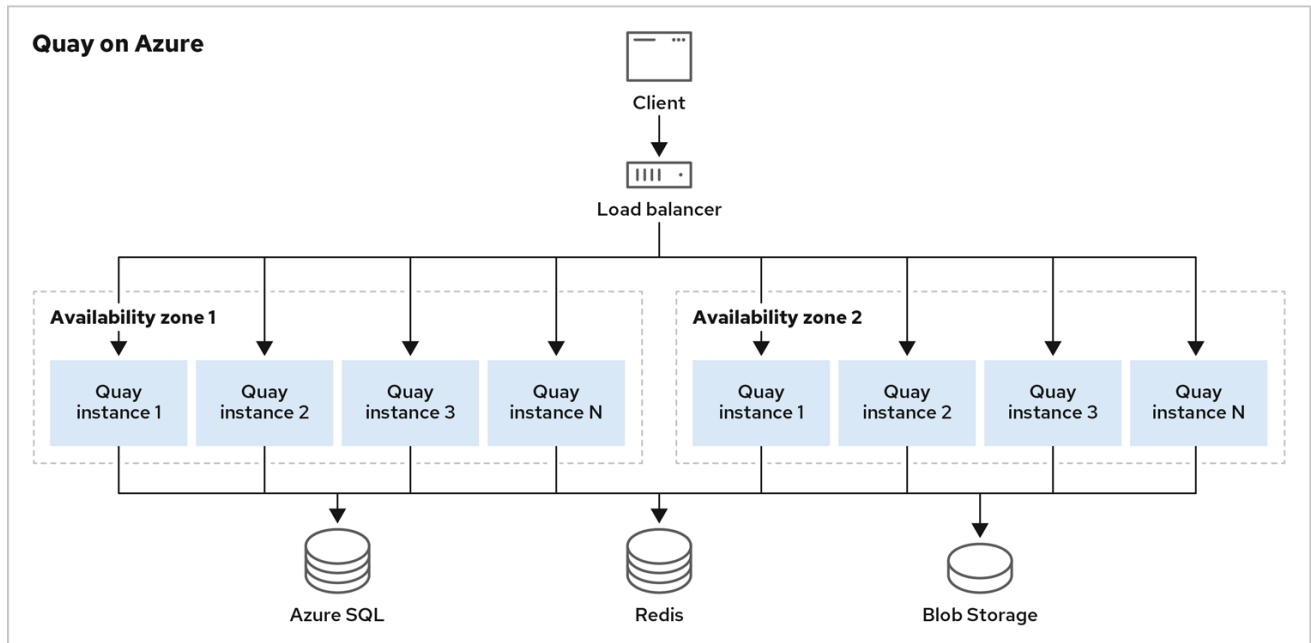 Quay on Azure
Client
Load balancer
Availability zone 1
Availability zone 2
Quay
instance 1
Quay
instance 2
Quay
instance 3
Quay
instance N
Quay
instance 1
Quay
instance 2
Quay
instance 3
Quay
instance N
Azure SQL
Redis
Blob Storage